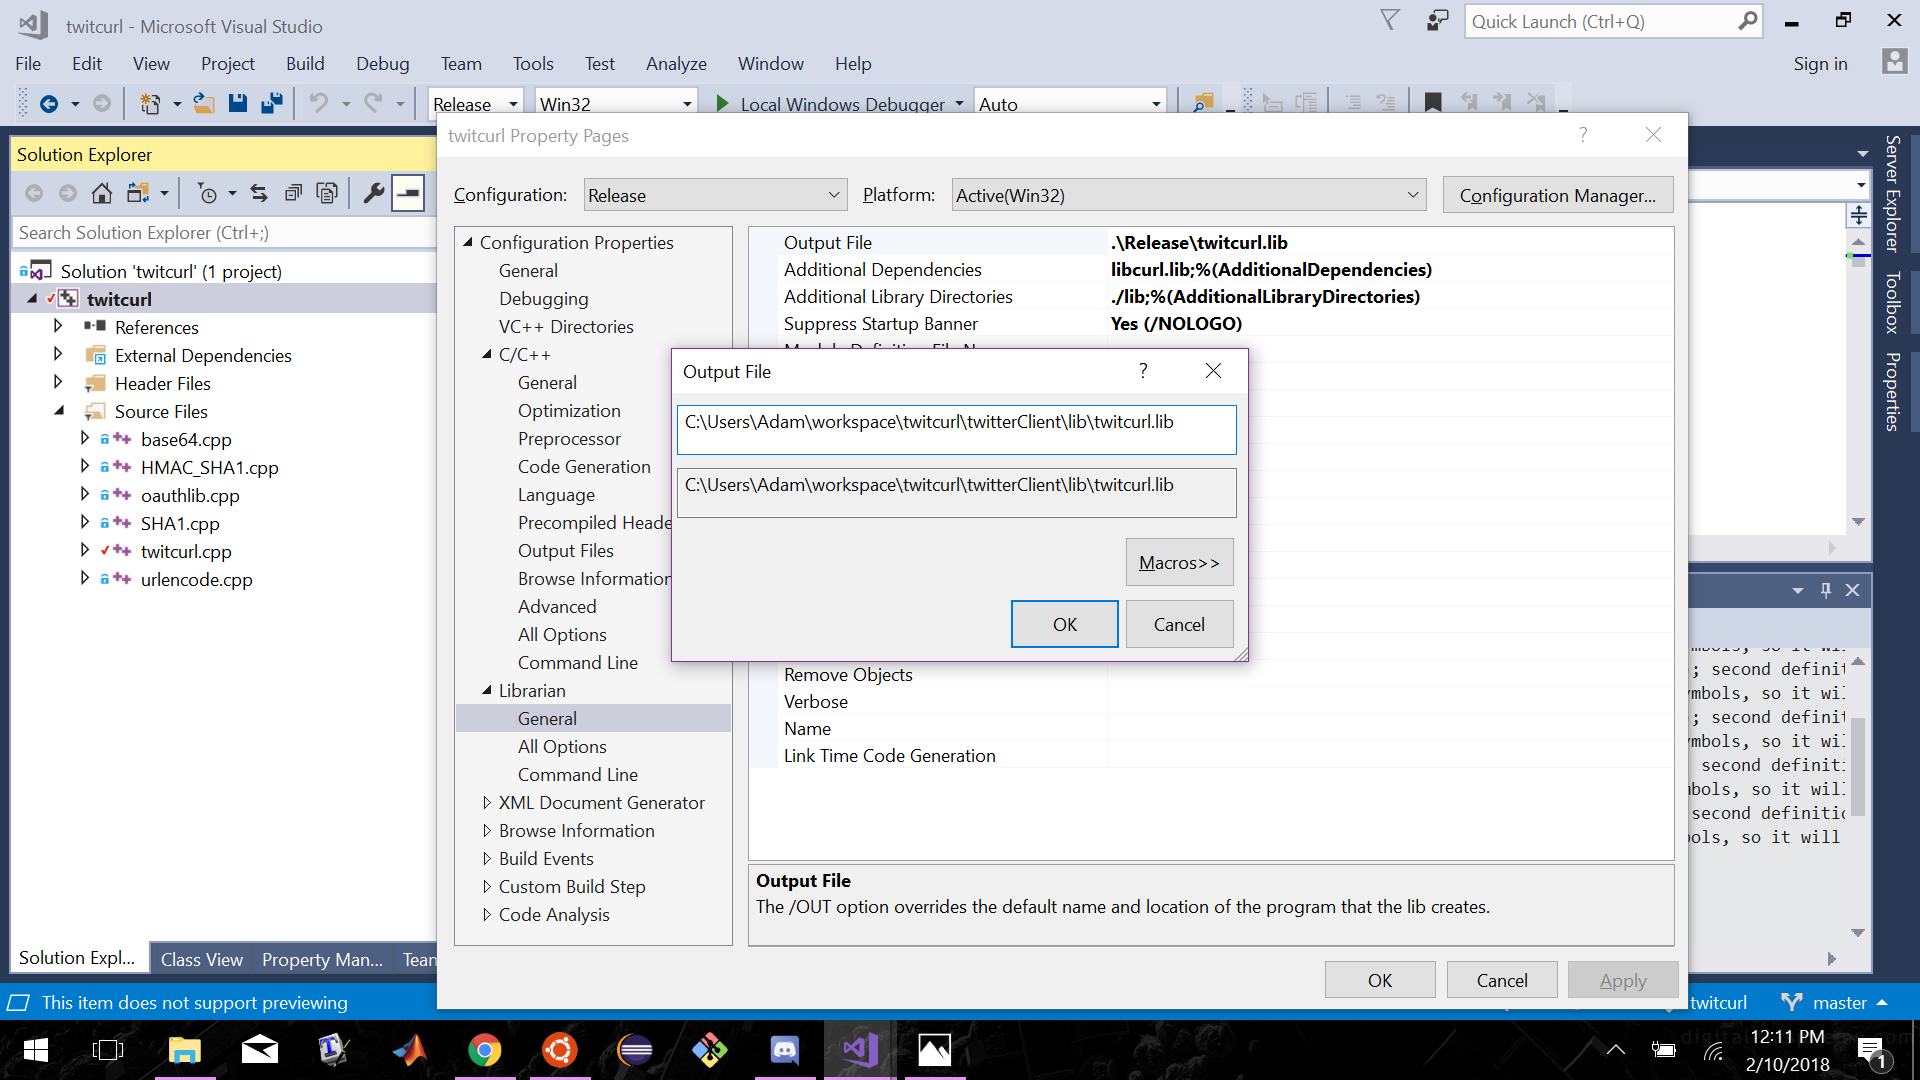 twitcurl - Microsoft Visual Studio
Quick Launch (Ctrl+Q)
File Edit View Project Build Debug Team Tools Test Analyze Window Help
Sign in
Release Win32 Local Windows Debugger Auto
Solution Explorer
Search Solution Explorer (Ctrl+;)
Solution 'twitcurl' (1 project)
twitcurl
References
External Dependencies
Header Files
Source Files
base64.cpp
HMAC_SHA1.cpp
oauthlib.cpp
SHA1.cpp
twitcurl.cpp
urlencode.cpp
Solution Expl...
Class View
Property Man...
Team
twitcurl Property Pages
?
Configuration: Release
Platform: Active(Win32)
Configuration Manager...
Configuration Properties
General
Debugging
VC++ Directories
C/C++
General
Optimization
Preprocessor
Code Generation
Language
Precompiled Heade
Output Files
Browse Information
Advanced
All Options
Command Line
Librarian
General
All Options
Command Line
XML Document Generator
Browse Information
Build Events
Custom Build Step
Code Analysis
Output File .\Release\twitcurl.lib
Additional Dependencies libcurl.lib;%(AdditionalDependencies)
Additional Library Directories ./lib;%(AdditionalLibraryDirectories)
Suppress Startup Banner Yes (/NOLOGO)
Output File
?
C:\Users\Adam\workspace\twitcurl\twitterClient\lib\twitcurl.lib
C:\Users\Adam\workspace\twitcurl\twitterClient\lib\twitcurl.lib
Macros>>
OK Cancel
Remove Objects
Verbose
Name
Link Time Code Generation
Output File
The /OUT option overrides the default name and location of the program that the lib creates.
OK Cancel Apply
Server Explorer
Toolbox
Properties
; second definit
mbols, so it wil
; second definit
mbols, so it wi
second definiti
mbols, so it will
second definitio
ols, so it will
This item does not support previewing
twitcurl
master
12:11 PM
2/10/2018
1